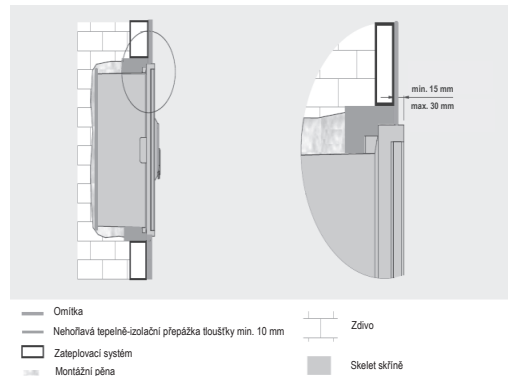 min. 15 mm
max. 30 mm
Omítka
Nehořlavá tepelně-izolační přepážka tloušťky min. 10 mm
Zateplovací systém
Montážní pěna
Zdivo
Skelet skříně